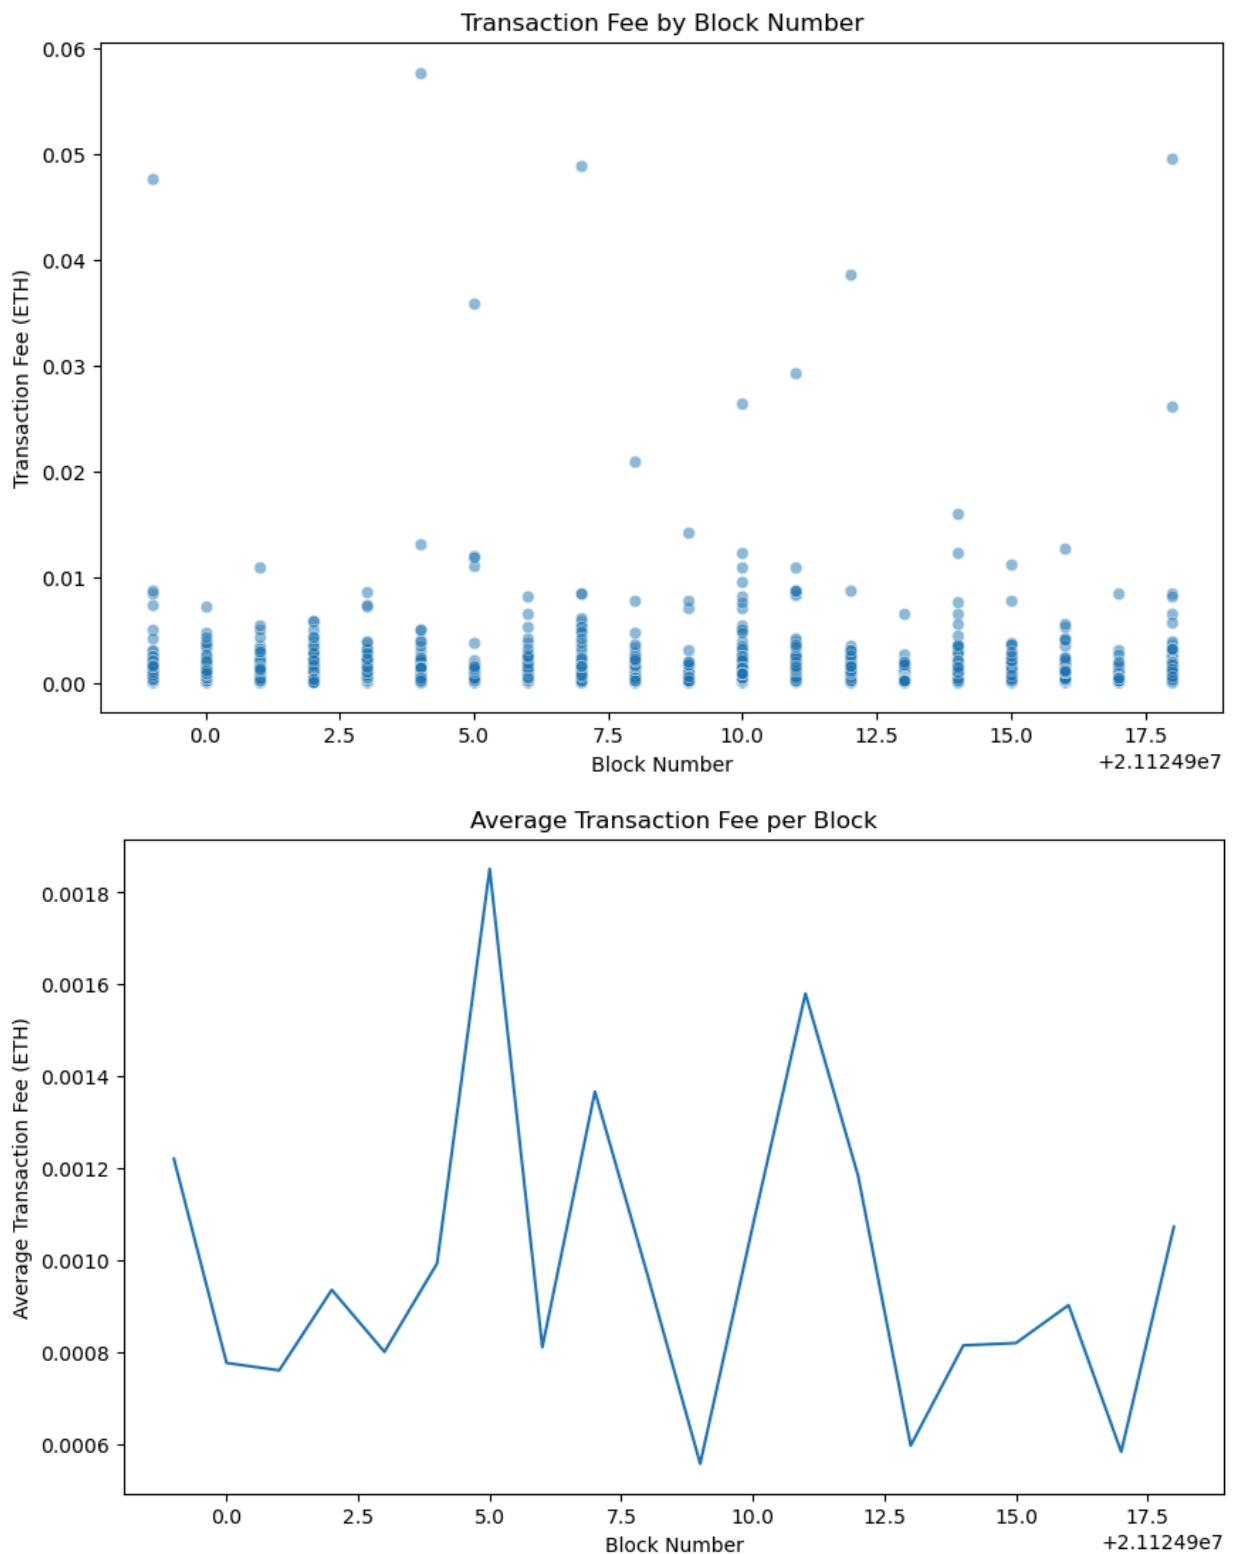 Transaction Fee by Block Number
0.06
0.05
0.04
0.03
0.02
0.01
0.00
Transaction Fee (ETH)
0.0 2.5 5.0 7.5 10.0 12.5 15.0 17.5
Block Number
+2.11249e7
Average Transaction Fee per Block
0.0018
0.0016
0.0014
0.0012
0.0010
0.0008
0.0006
Average Transaction Fee (ETH)
0.0 2.5 5.0 7.5 10.0 12.5 15.0 17.5
Block Number
+2.11249e7